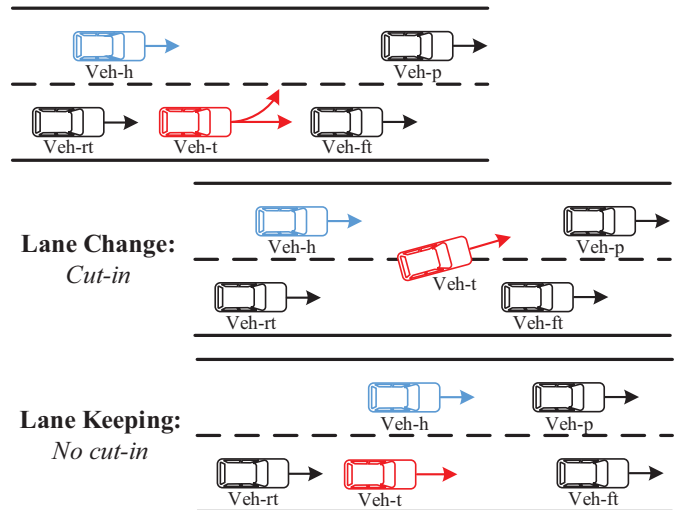 Veh-h
Veh-p
Veh-rt
Veh-t
Veh-ft
Lane Change:
Cut-in
Veh-h
Veh-p
Veh-t
Veh-rt
Veh-ft
Lane Keeping:
No cut-in
Veh-h
Veh-p
Veh-rt
Veh-t
Veh-ft